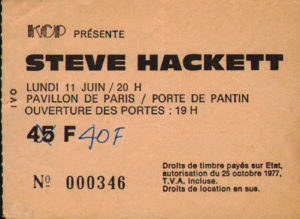 KCP PRÉSENTE
STEVE HACKETT
LUNDI 11 JUIN / 20 H
PAVILLON DE PARIS / PORTE DE PANTIN
OUVERTURE DES PORTES : 19 H
IVO
45 F 40F
Droits de timbre payés sur Etat,
autorisation du 25 octobre 1977,
T.V.A. incluse.
Droits de location en sus.
Nº 000346